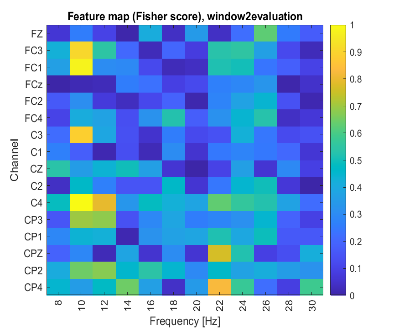 Feature map (Fisher score), window2evaluation
Channel
FZ
FC3
FC1
FCz
FC2
FC4
C3
C1
CZ
C2
C4
CP3
CP1
CPZ
CP2
CP4
8 10 12 14 16 18 20 22 24 26 28 30
Frequency [Hz]
1
0.9
0.8
0.7
0.6
0.5
0.4
0.3
0.2
0.1
0